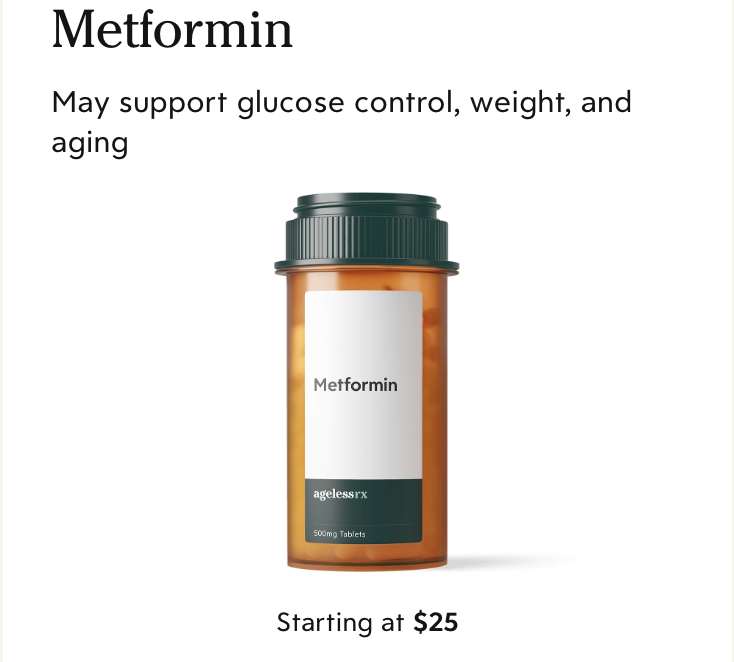 Metformin
May support glucose control, weight, and
aging
Metformin
agelessrx
500mg Tablets
Starting at $25